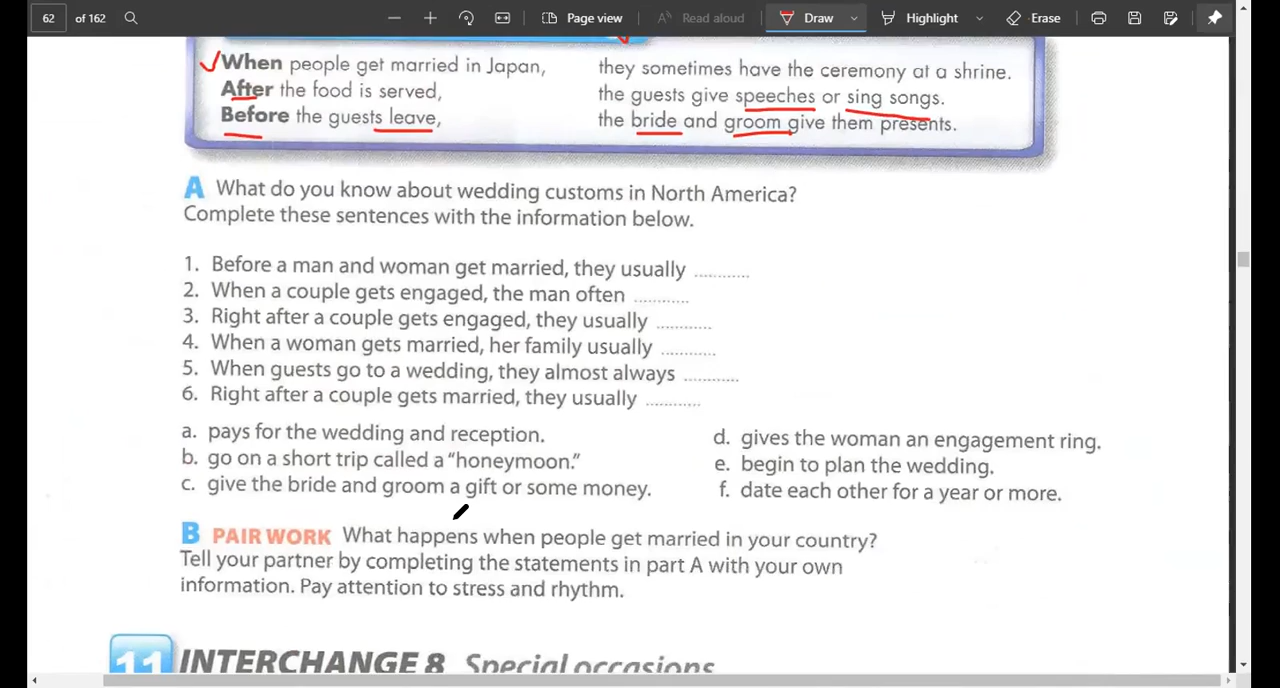 62 of 162 Page view Read aloud Draw Highlight Erase
When people get married in Japan, they sometimes have the ceremony at a shrine.
After the food is served, the guests give speeches or sing songs.
Before the guests leave, the bride and groom give them presents.
A What do you know about wedding customs in North America?
Complete these sentences with the information below.
1. Before a man and woman get married, they usually ...........
2. When a couple gets engaged, the man often ...........
3. Right after a couple gets engaged, they usually ...........
4. When a woman gets married, her family usually ...........
5. When guests go to a wedding, they almost always ...........
6. Right after a couple gets married, they usually ...........
a. pays for the wedding and reception.
b. go on a short trip called a “honeymoon.”
c. give the bride and groom a gift or some money.
d. gives the woman an engagement ring.
e. begin to plan the wedding.
f. date each other for a year or more.
B PAIR WORK What happens when people get married in your country?
Tell your partner by completing the statements in part A with your own
information. Pay attention to stress and rhythm.
11 INTERCHANGE 8 Special occasions